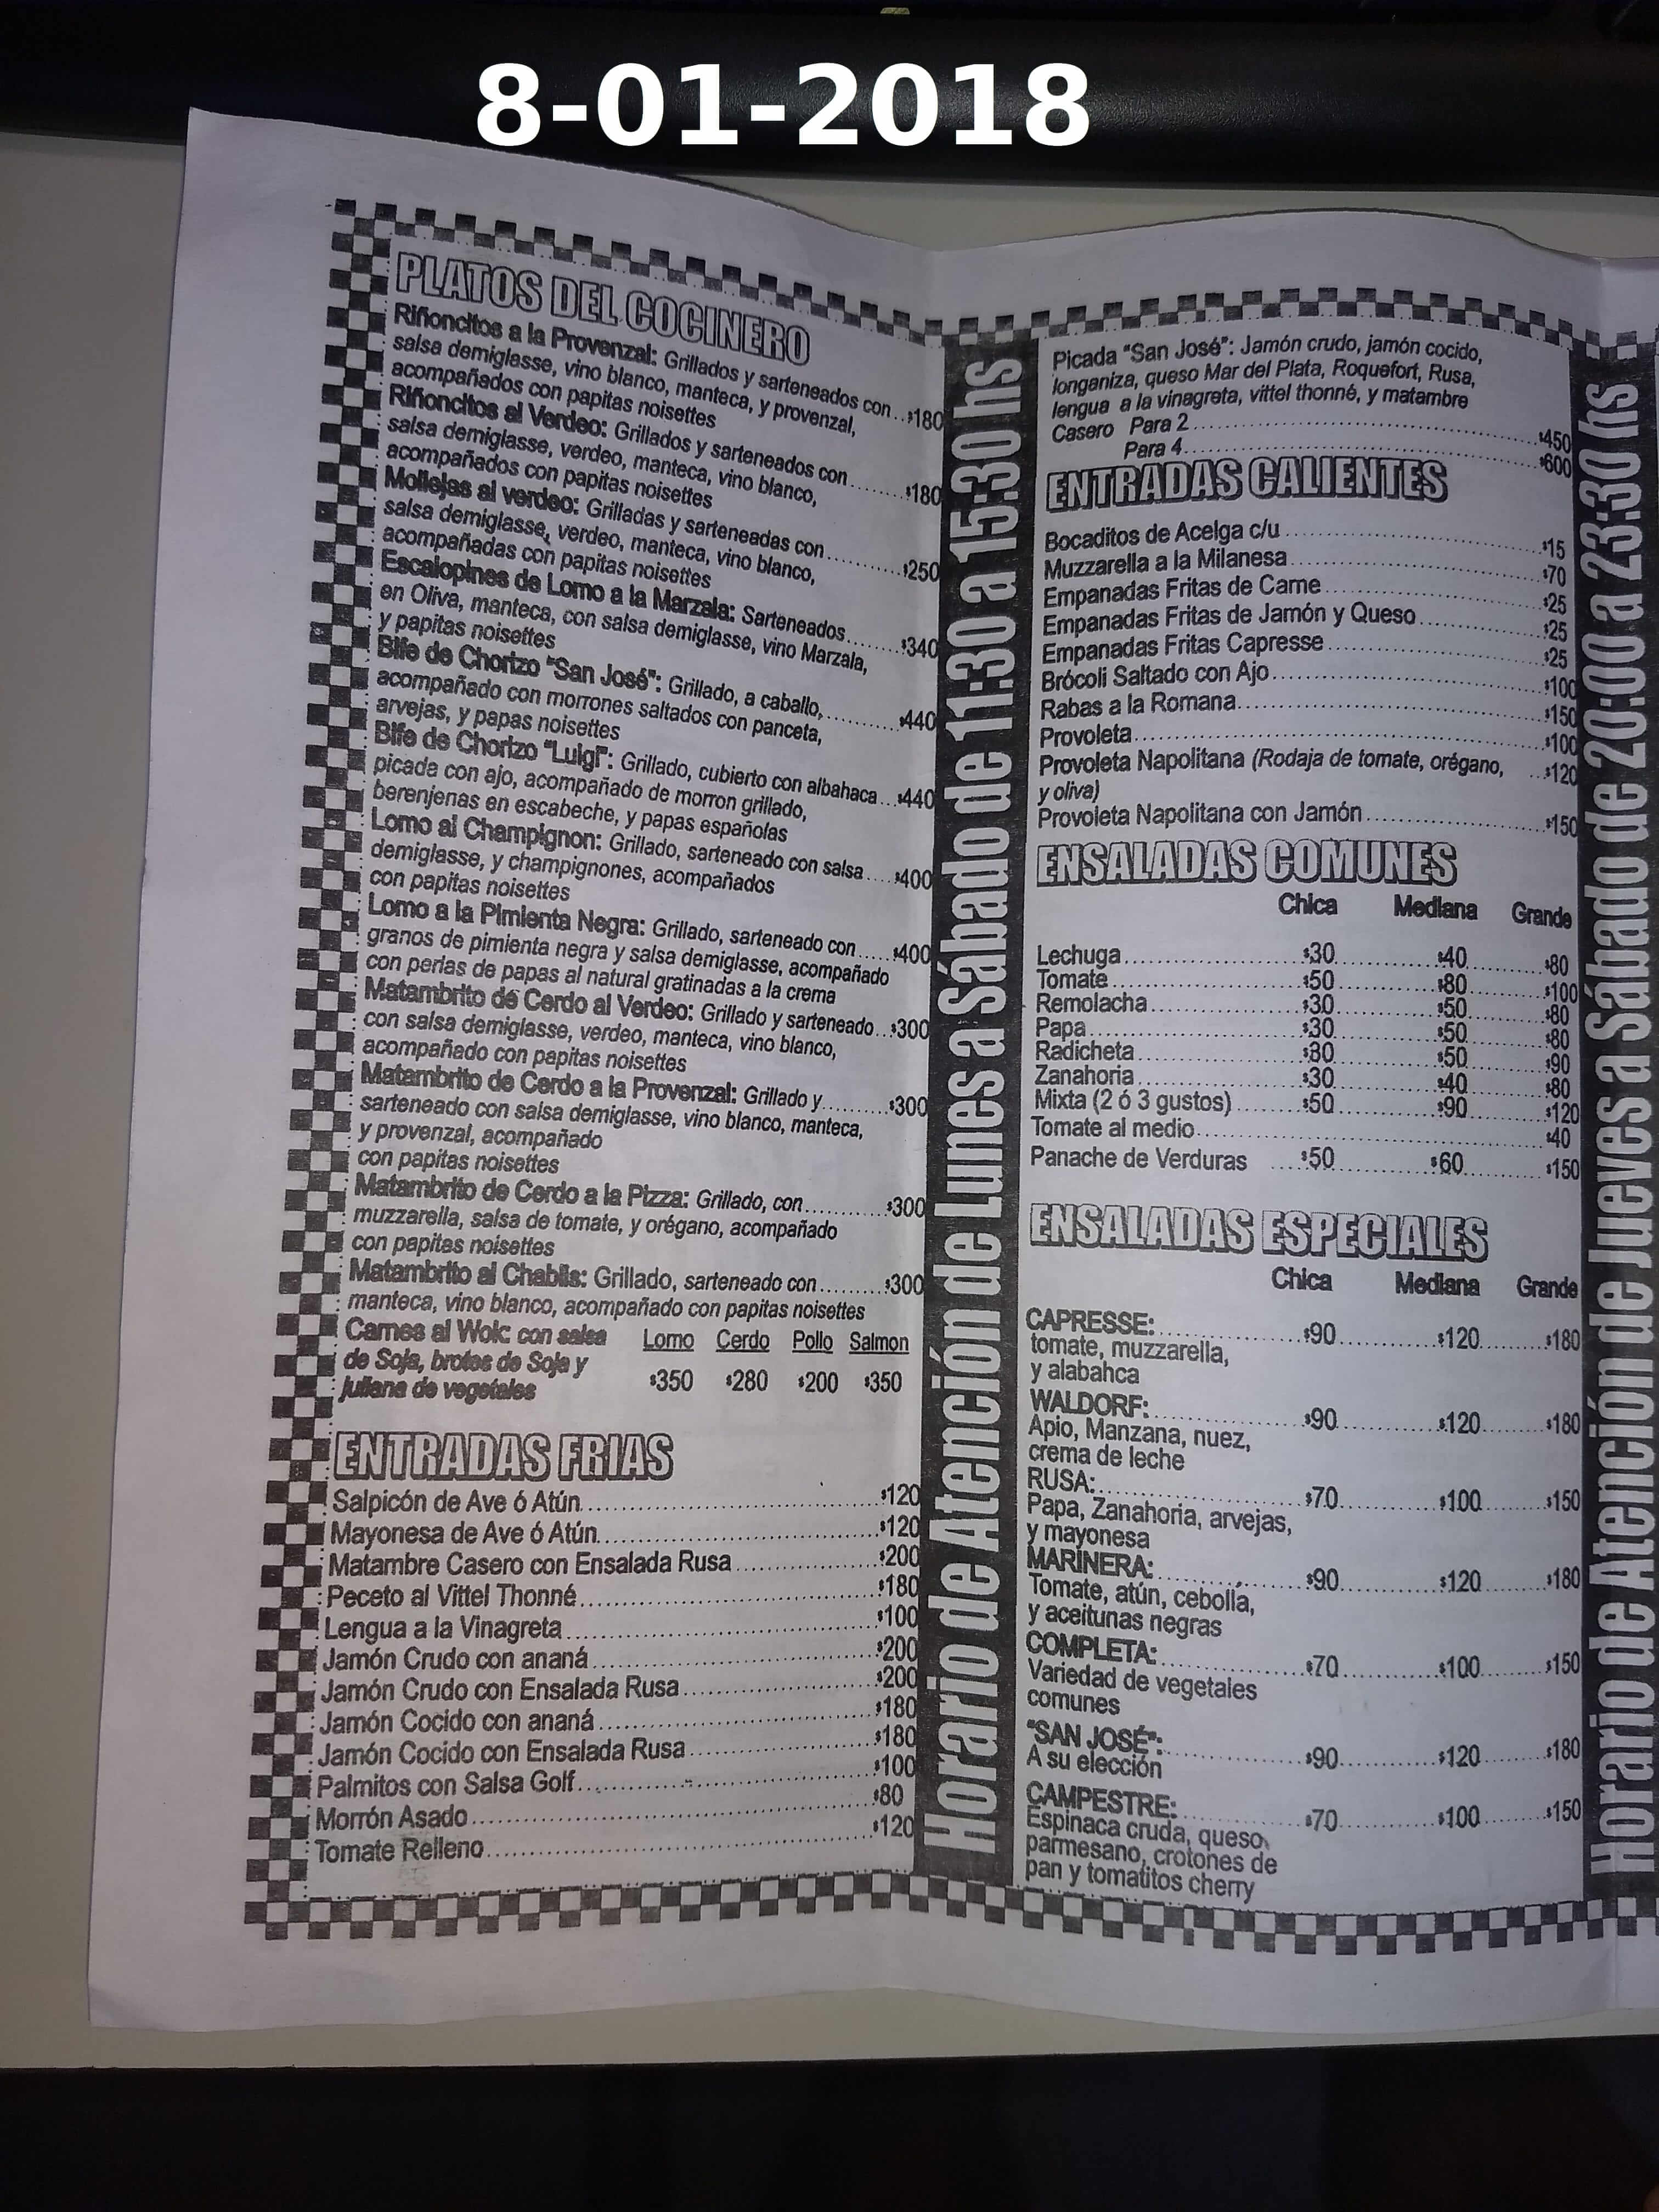 8-01-2018
PLATOS DEL COCINERO
Riñoncitos a la Provenzal: Grillados y sarteneados con..$180
salsa demiglasse, vino blanco, manteca, y provenzal,
acompañados con papitas noisettes
Riñoncitos al Verdeo: Grillados y sarteneados con........$180
salsa demiglasse, verdeo, manteca, vino blanco,
acompañados con papitas noisettes
Mollejas al verdeo: Grilladas y sarteneadas con...........$250
salsa demiglasse, verdeo, manteca, vino blanco,
acompañadas con papitas noisettes
Escalopines de Lomo a la Marzala: Sarteneados........$340
en Oliva, manteca, con salsa demiglasse, vino Marzala,
y papitas noisettes
Bife de Chorizo "San José": Grillado, a caballo,..........$440
acompañado con morrones saltados con panceta,
arvejas, y papas noisettes
Bife de Chorizo "Luigi": Grillado, cubierto con albahaca...$440
picada con ajo, acompañado de morron grillado,
berenjenas en escabeche, y papas españolas
Lomo al Champignon: Grillado, sarteneado con salsa....$400
demiglasse, y champignones, acompañados
con papitas noisettes
Lomo a la Pimienta Negra: Grillado, sarteneado con.....$400
granos de pimienta negra y salsa demiglasse, acompañado
con perlas de papas al natural gratinadas a la crema
Matambrito de Cerdo al Verdeo: Grillado y sarteneado...$300
con salsa demiglasse, verdeo, manteca, vino blanco,
acompañado con papitas noisettes
Matambrito de Cerdo a la Provenzal: Grillado y..........$300
sarteneado con salsa demiglasse, vino blanco, manteca,
y provenzal, acompañado
con papitas noisettes
Matambrito de Cerdo a la Pizza: Grillado, con............$300
muzzarella, salsa de tomate, y orégano, acompañado
con papitas noisettes
Matambrito al Chablis: Grillado, sarteneado con..........$300
manteca, vino blanco, acompañado con papitas noisettes
Carnes al Wok: con salsa Lomo Cerdo Pollo Salmon
de Soja, brotes de Soja y
juliana de vegetales $350 $280 $200 $350
ENTRADAS FRIAS
Salpicón de Ave ó Atún..........$120
Mayonesa de Ave ó Atún..........$120
Matambre Casero con Ensalada Rusa..........$200
Peceto al Vittel Thonné..........$180
Lengua a la Vinagreta..........$100
Jamón Crudo con ananá..........$200
Jamón Crudo con Ensalada Rusa..........$200
Jamón Cocido con ananá..........$180
Jamón Cocido con Ensalada Rusa..........$180
Palmitos con Salsa Golf..........$100
Morrón Asado..........$80
Tomate Relleno..........$120
Horario de Atención de Lunes a Sábado de 11:30 a 15:30 hs
Picada "San José": Jamón crudo, jamón cocido,
longaniza, queso Mar del Plata, Roquefort, Rusa,
lengua a la vinagreta, vittel thonné, y matambre
Casero Para 2..........$450
Para 4..........$600
ENTRADAS CALIENTES
Bocaditos de Acelga c/u..........$15
Muzzarella a la Milanesa..........$70
Empanadas Fritas de Carne..........$25
Empanadas Fritas de Jamón y Queso..........$25
Empanadas Fritas Capresse..........$25
Brócoli Saltado con Ajo..........$100
Rabas a la Romana..........$150
Provoleta..........$100
Provoleta Napolitana (Rodaja de tomate, orégano, ...$120
y oliva)
Provoleta Napolitana con Jamón..........$150
ENSALADAS COMUNES
Chica Mediana Grande
Lechuga..........$30..........$40..........$80
Tomate..........$50..........$80..........$100
Remolacha..........$30..........$50..........$80
Papa..........$30..........$50..........$80
Radicheta..........$30..........$50..........$90
Zanahoria..........$30..........$40..........$80
Mixta (2 ó 3 gustos)..........$50..........$90..........$120
Tomate al medio..........$40
Panache de Verduras ....$50..........$60..........$150
ENSALADAS ESPECIALES
Chica Mediana Grande
CAPRESSE:..........$90..........$120..........$180
tomate, muzzarella,
y alabahca
WALDORF:..........$90..........$120..........$180
Apio, Manzana, nuez,
crema de leche
RUSA:..........$70..........$100..........$150
Papa, Zanahoria, arvejas,
y mayonesa
MARINERA:..........$90..........$120..........$180
Tomate, atún, cebolla,
y aceitunas negras
COMPLETA:..........$70..........$100..........$150
Variedad de vegetales
comunes
"SAN JOSÉ":..........$90..........$120..........$180
A su elección
CAMPESTRE:..........$70..........$100..........$150
Espinaca cruda, queso
parmesano, crotones de
pan y tomatitos cherry
Horario de Atención de Jueves a Sábado de 20:00 a 23:30 hs